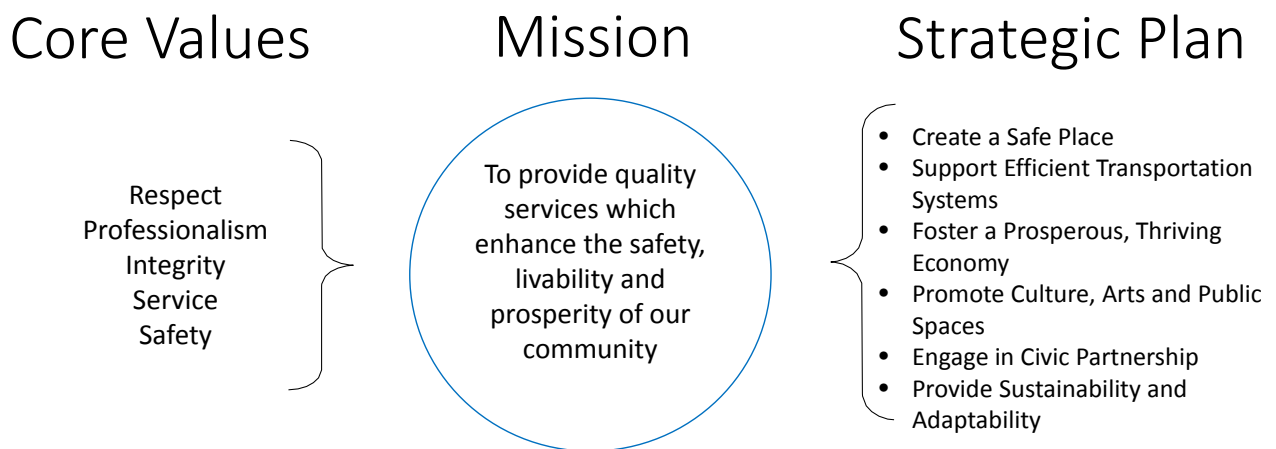 Core Values
Respect
Professionalism
Integrity
Service
Safety
Mission
To provide quality
services which
enhance the safety,
livability and
prosperity of our
community
Strategic Plan
• Create a Safe Place
• Support Efficient Transportation
Systems
• Foster a Prosperous, Thriving
Economy
• Promote Culture, Arts and Public
Spaces
• Engage in Civic Partnership
• Provide Sustainability and
Adaptability